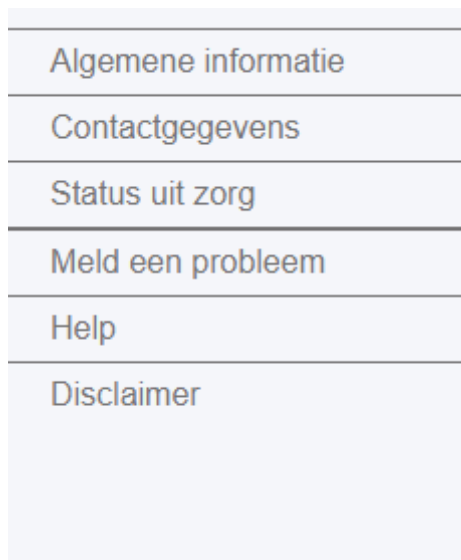 Algemene informatie
Contactgegevens
Status uit zorg
Meld een probleem
Help
Disclaimer